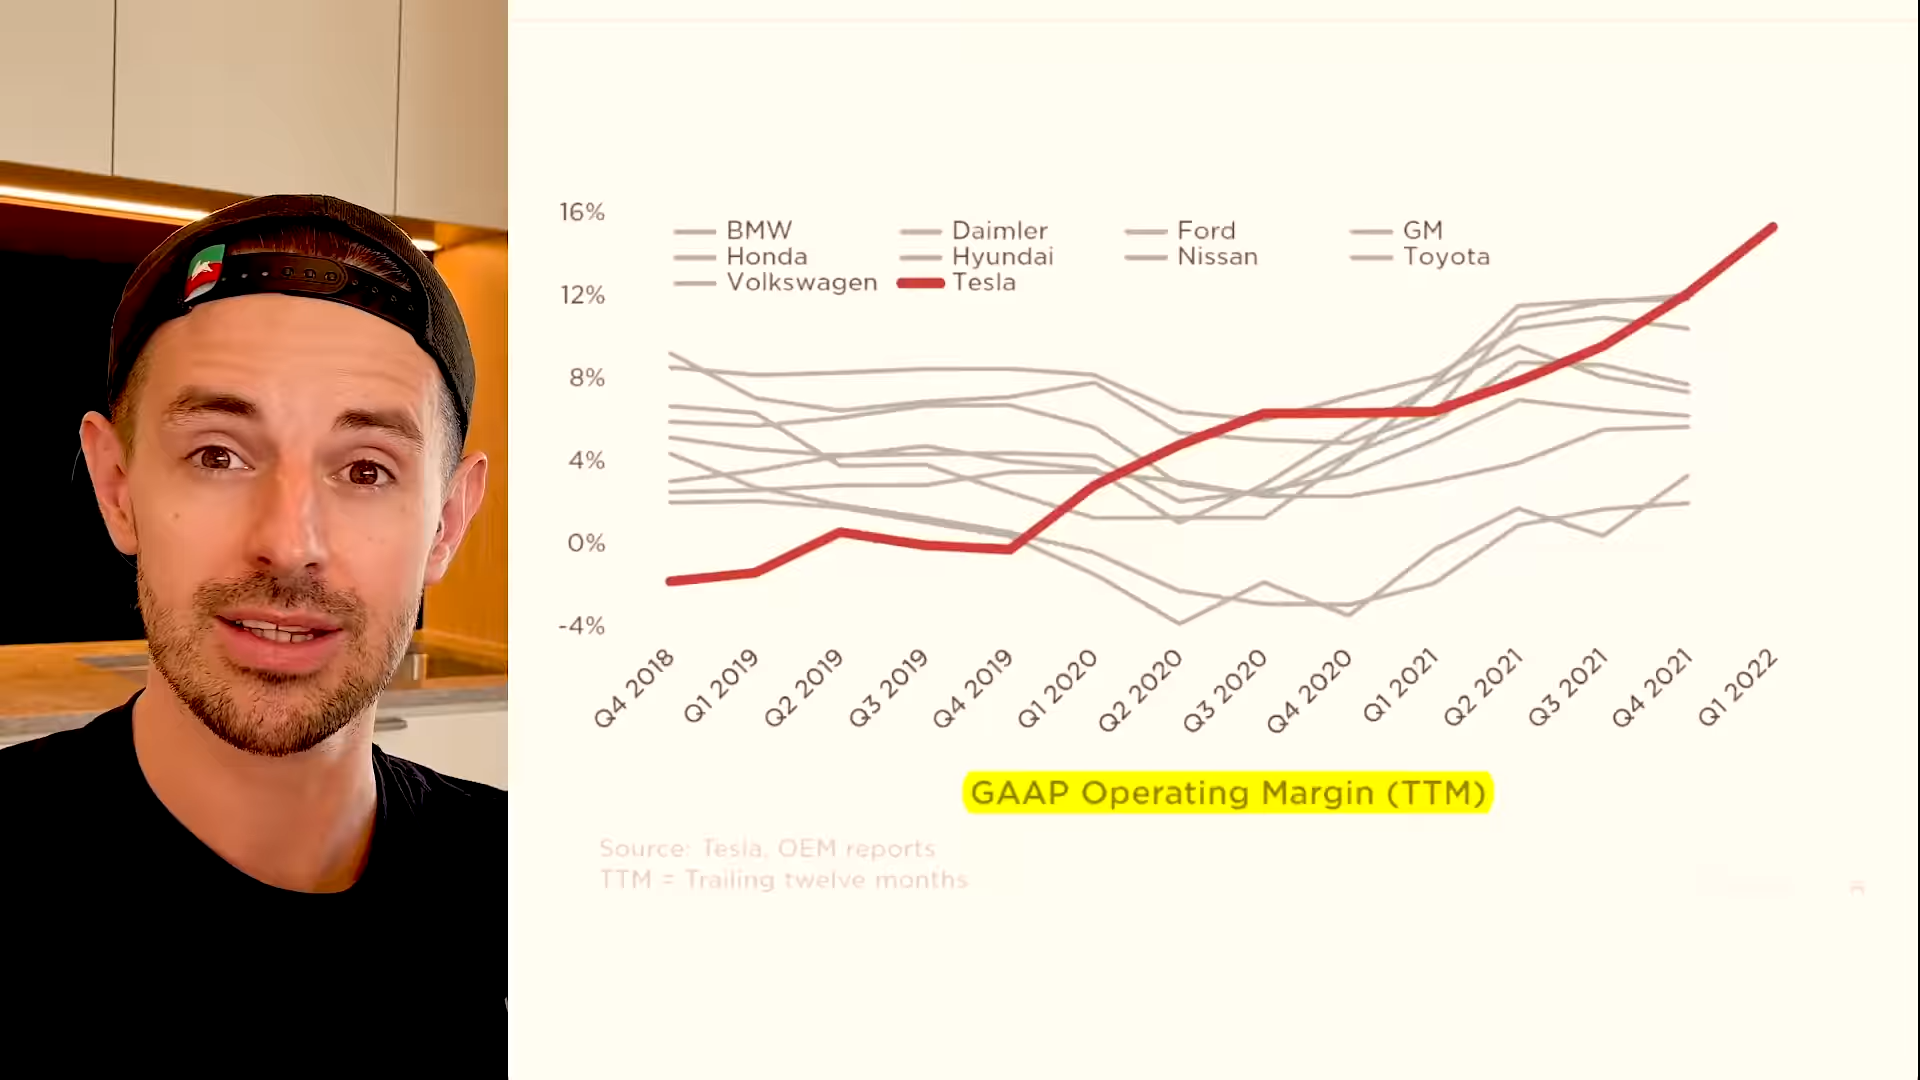 16%
BMW Daimler Ford GM
Honda Hyundai Nissan Toyota
Volkswagen Tesla
12%
8%
4%
0%
-4%
Q4 2018 Q1 2019 Q2 2019 Q3 2019 Q4 2019 Q1 2020 Q2 2020 Q3 2020 Q4 2020 Q1 2021 Q2 2021 Q3 2021 Q4 2021 Q1 2022
GAAP Operating Margin (TTM)
Source: Tesla, OEM reports
TTM = Trailing twelve months